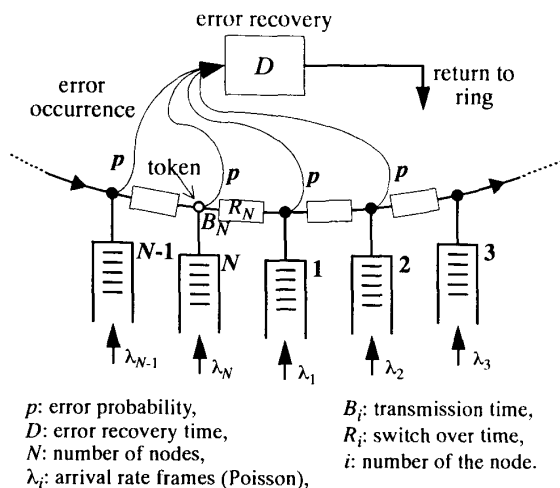 error recovery
D
error
occurrence
return to
ring
p
token
p
p
p
B_N
R_N
N-1
N
1
2
3
λ_{N-1}
λ_N
λ_1
λ_2
λ_3
p: error probability,
D: error recovery time,
N: number of nodes,
λ_i: arrival rate frames (Poisson),
B_i: transmission time,
R_i: switch over time,
i: number of the node.